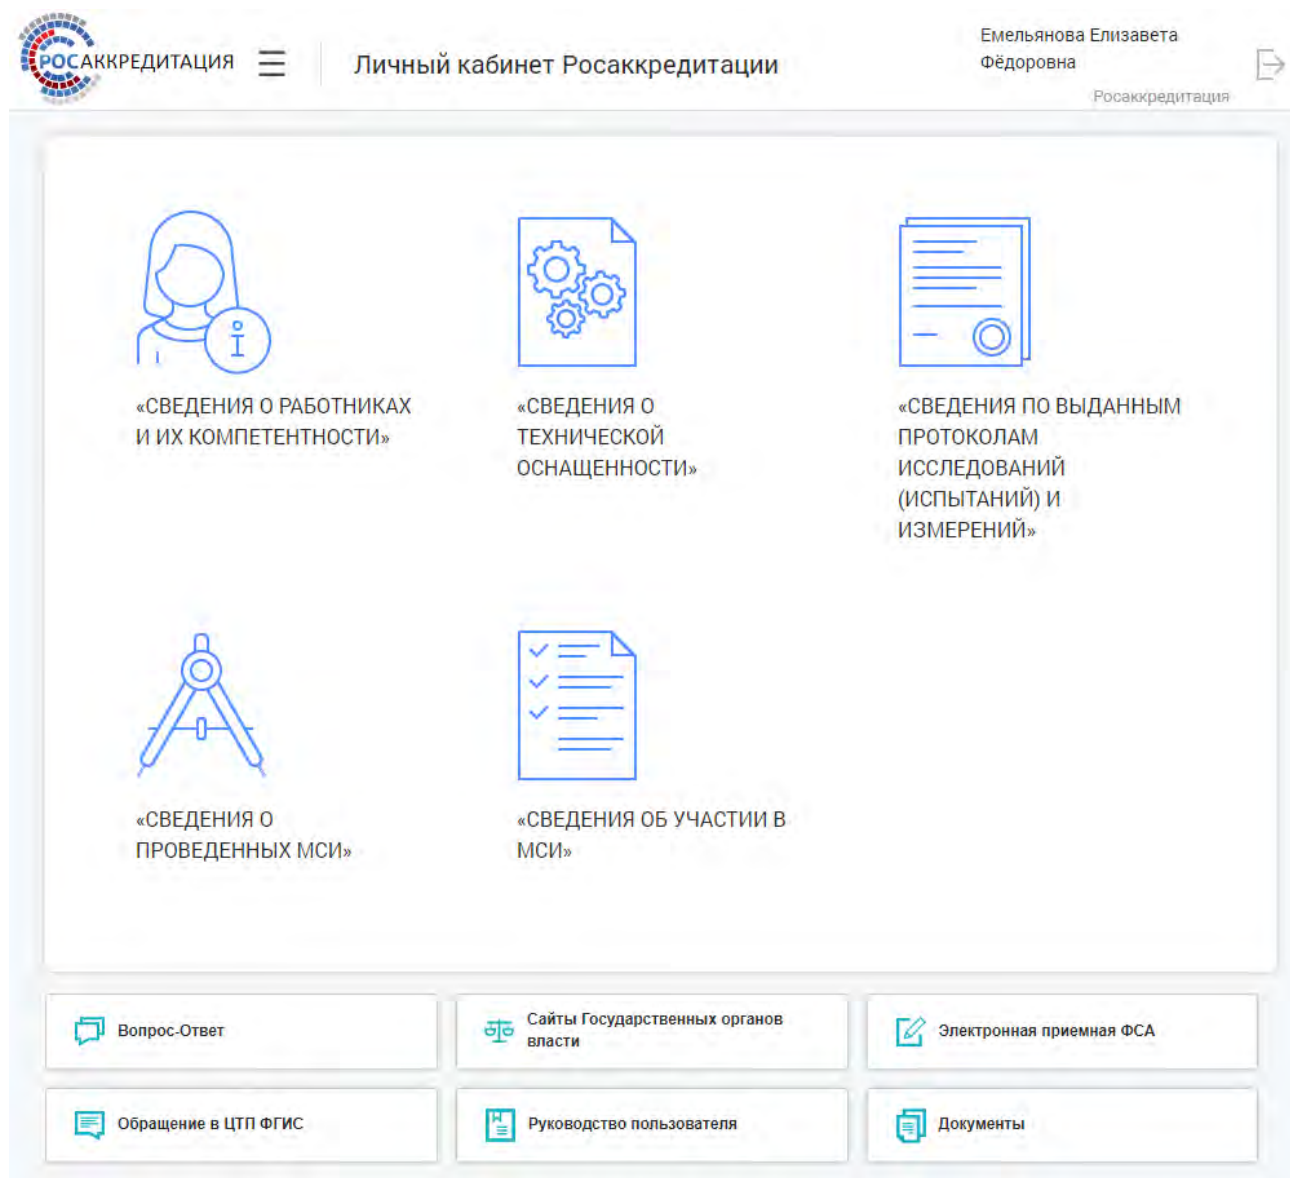 РОСАККРЕДИТАЦИЯ
Личный кабинет Росаккредитации
Емельянова Елизавета
Фёдоровна
Росаккредитация
«СВЕДЕНИЯ О РАБОТНИКАХ
И ИХ КОМПЕТЕНТНОСТИ»
«СВЕДЕНИЯ О
ТЕХНИЧЕСКОЙ
ОСНАЩЕННОСТИ»
«СВЕДЕНИЯ ПО ВЫДАННЫМ
ПРОТОКОЛАМ
ИССЛЕДОВАНИЙ
(ИСПЫТАНИЙ) И
ИЗМЕРЕНИЙ»
«СВЕДЕНИЯ О
ПРОВЕДЕННЫХ МСИ»
«СВЕДЕНИЯ ОБ УЧАСТИИ В
МСИ»
Вопрос-Ответ
Сайты Государственных органов
власти
Электронная приемная ФСА
Обращение в ЦТП ФГИС
Руководство пользователя
Документы